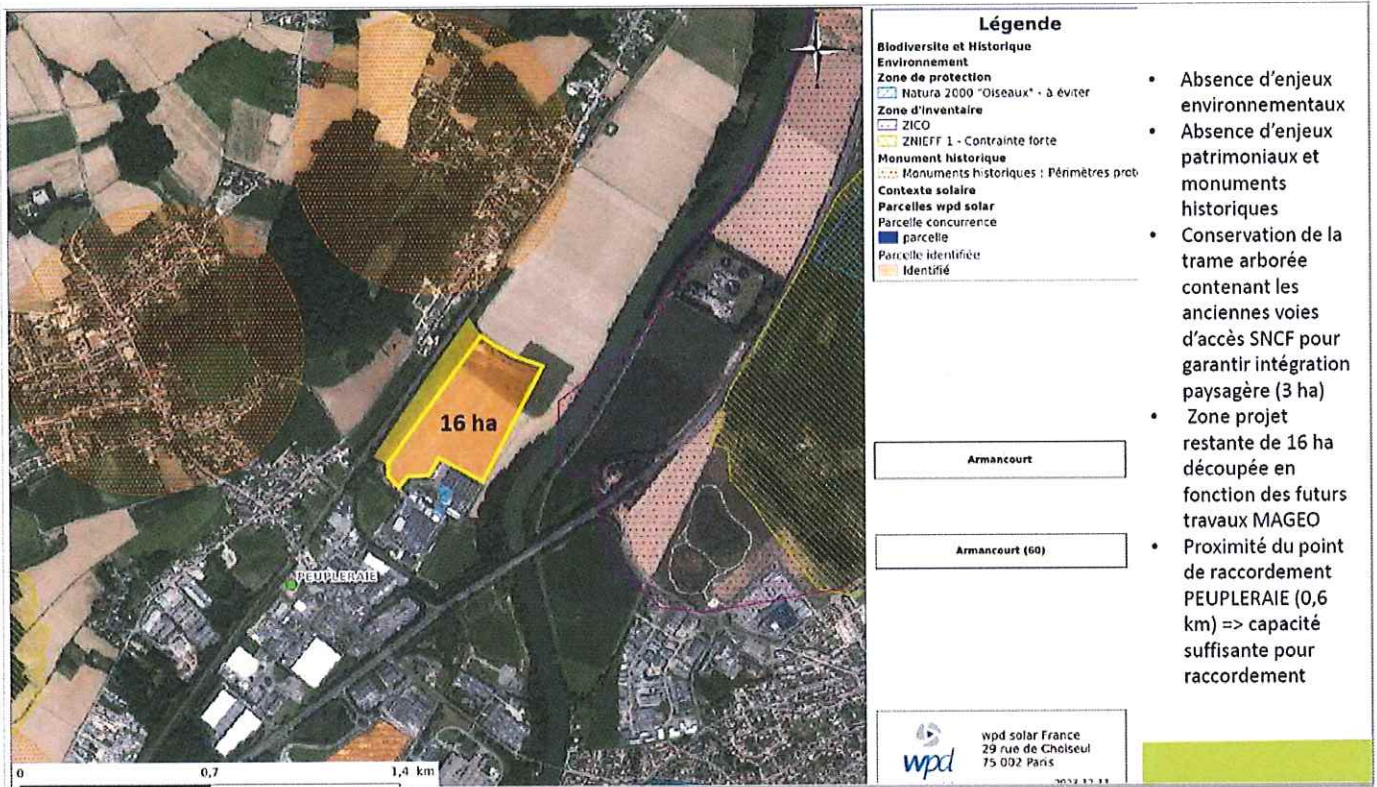 16 ha
PEUPLERAIE
0 0,7 1,4 km
Légende
Biodiversite et Historique
Environnement
Zone de protection
Natura 2000 "Oiseaux" - à éviter
Zone d'inventaire
ZICO
ZNIEFF 1 - Contrainte forte
Monument historique
Monuments historiques : Périmètres prot
Contexte solaire
Parcelles wpd solar
Parcelle concurrence
parcelle
Parcelle identifiée
Identifié
Armancourt
Armancourt (60)
wpd
wpd solar France
29 rue de Choiseul
75 002 Paris
2023-12-11
• Absence d'enjeux
environnementaux
• Absence d'enjeux
patrimoniaux et
monuments
historiques
• Conservation de la
trame arborée
contenant les
anciennes voies
d'accès SNCF pour
garantir intégration
paysagère (3 ha)
• Zone projet
restante de 16 ha
découpée en
fonction des futurs
travaux MAGEO
• Proximité du point
de raccordement
PEUPLERAIE (0,6
km) => capacité
suffisante pour
raccordement